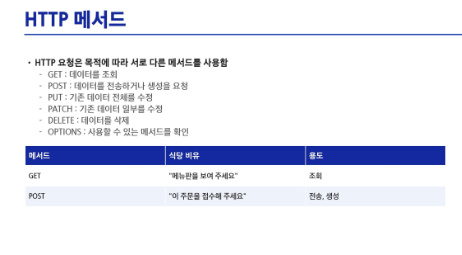 HTTP 메서드
• HTTP 요청은 목적에 따라 서로 다른 메서드를 사용함
- GET : 데이터를 조회
- POST : 데이터를 전송하거나 생성을 요청
- PUT : 기존 데이터 전체를 수정
- PATCH : 기존 데이터 일부를 수정
- DELETE : 데이터를 삭제
- OPTIONS : 사용할 수 있는 메서드를 확인
메서드 식당 비유 용도
GET "메뉴판을 보여 주세요" 조회
POST "이 주문을 접수해 주세요" 전송, 생성